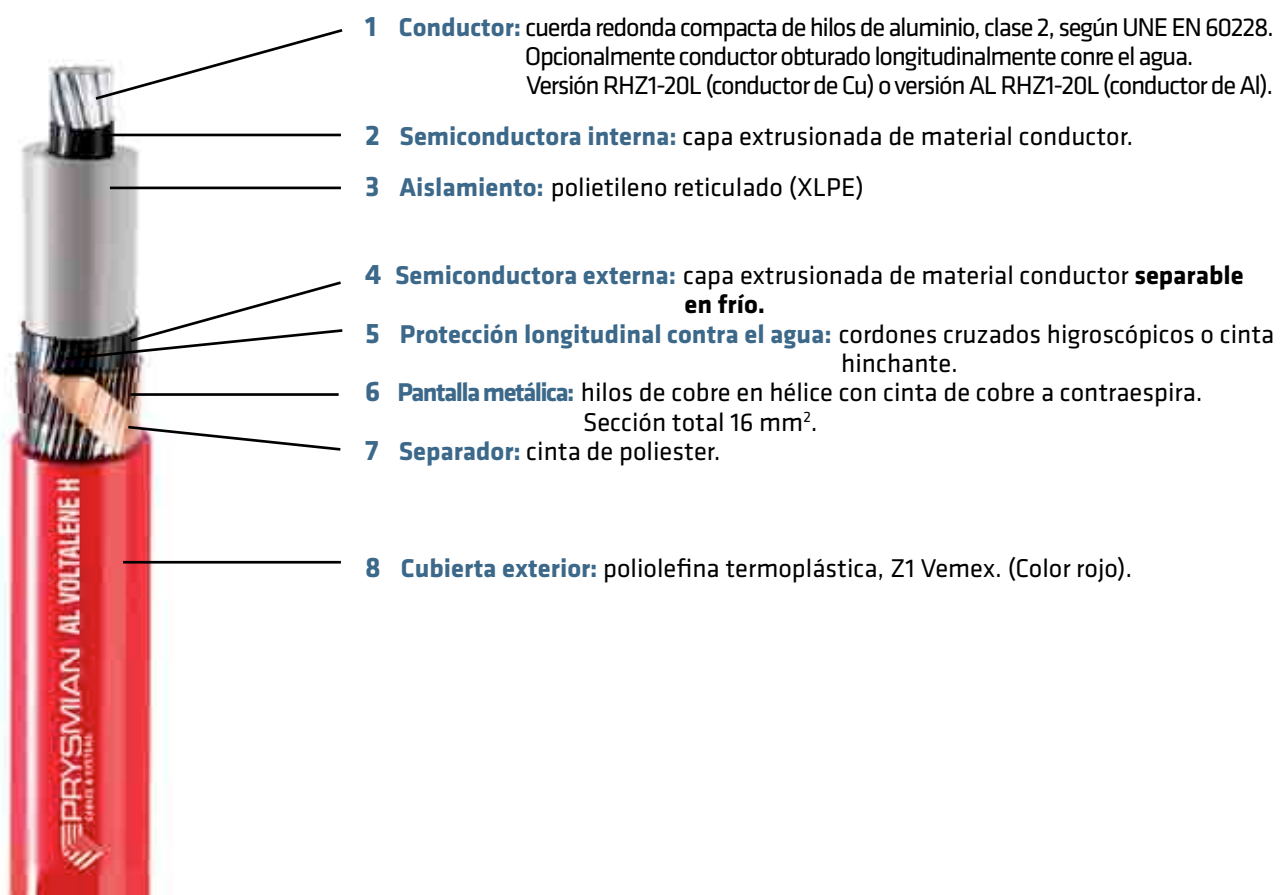 1 Conductor: cuerda redonda compacta de hilos de aluminio, clase 2, según UNE EN 60228.
Opcionalmente conductor obturado longitudinalmente conre el agua.
Versión RHZ1-20L (conductor de Cu) o versión AL RHZ1-20L (conductor de Al).
2 Semiconductora interna: capa extrusionada de material conductor.
3 Aislamiento: polietileno reticulado (XLPE)
4 Semiconductora externa: capa extrusionada de material conductor separable
en frío.
5 Protección longitudinal contra el agua: cordones cruzados higroscópicos o cinta
hinchante.
6 Pantalla metálica: hilos de cobre en hélice con cinta de cobre a contraespira.
Sección total 16 mm².
7 Separador: cinta de poliester.
8 Cubierta exterior: poliolefina termoplástica, Z1 Vemex. (Color rojo).
PRYSMIAN AL VOLTALENE H
CABLES & SYSTEMS